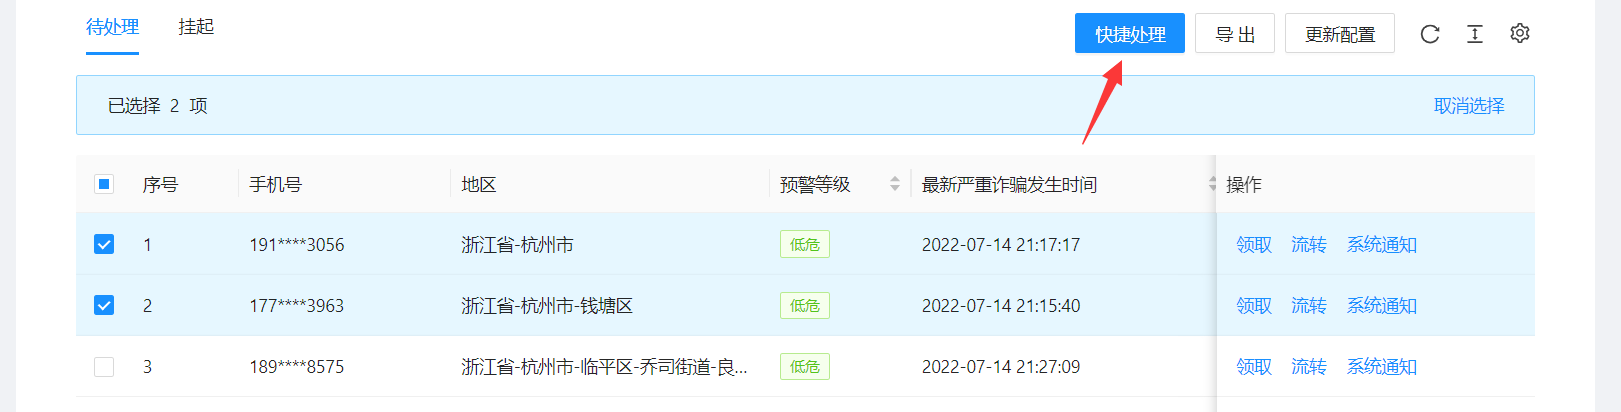 待处理 挂起 快捷处理 导出 更新配置
已选择 2 项 取消选择
序号 手机号 地区 预警等级 最新严重诈骗发生时间 操作
1 191****3056 浙江省-杭州市 低危 2022-07-14 21:17:17 领取 流转 系统通知
2 177****3963 浙江省-杭州市-钱塘区 低危 2022-07-14 21:15:40 领取 流转 系统通知
3 189****8575 浙江省-杭州市-临平区-乔司街道-良... 低危 2022-07-14 21:27:09 领取 流转 系统通知